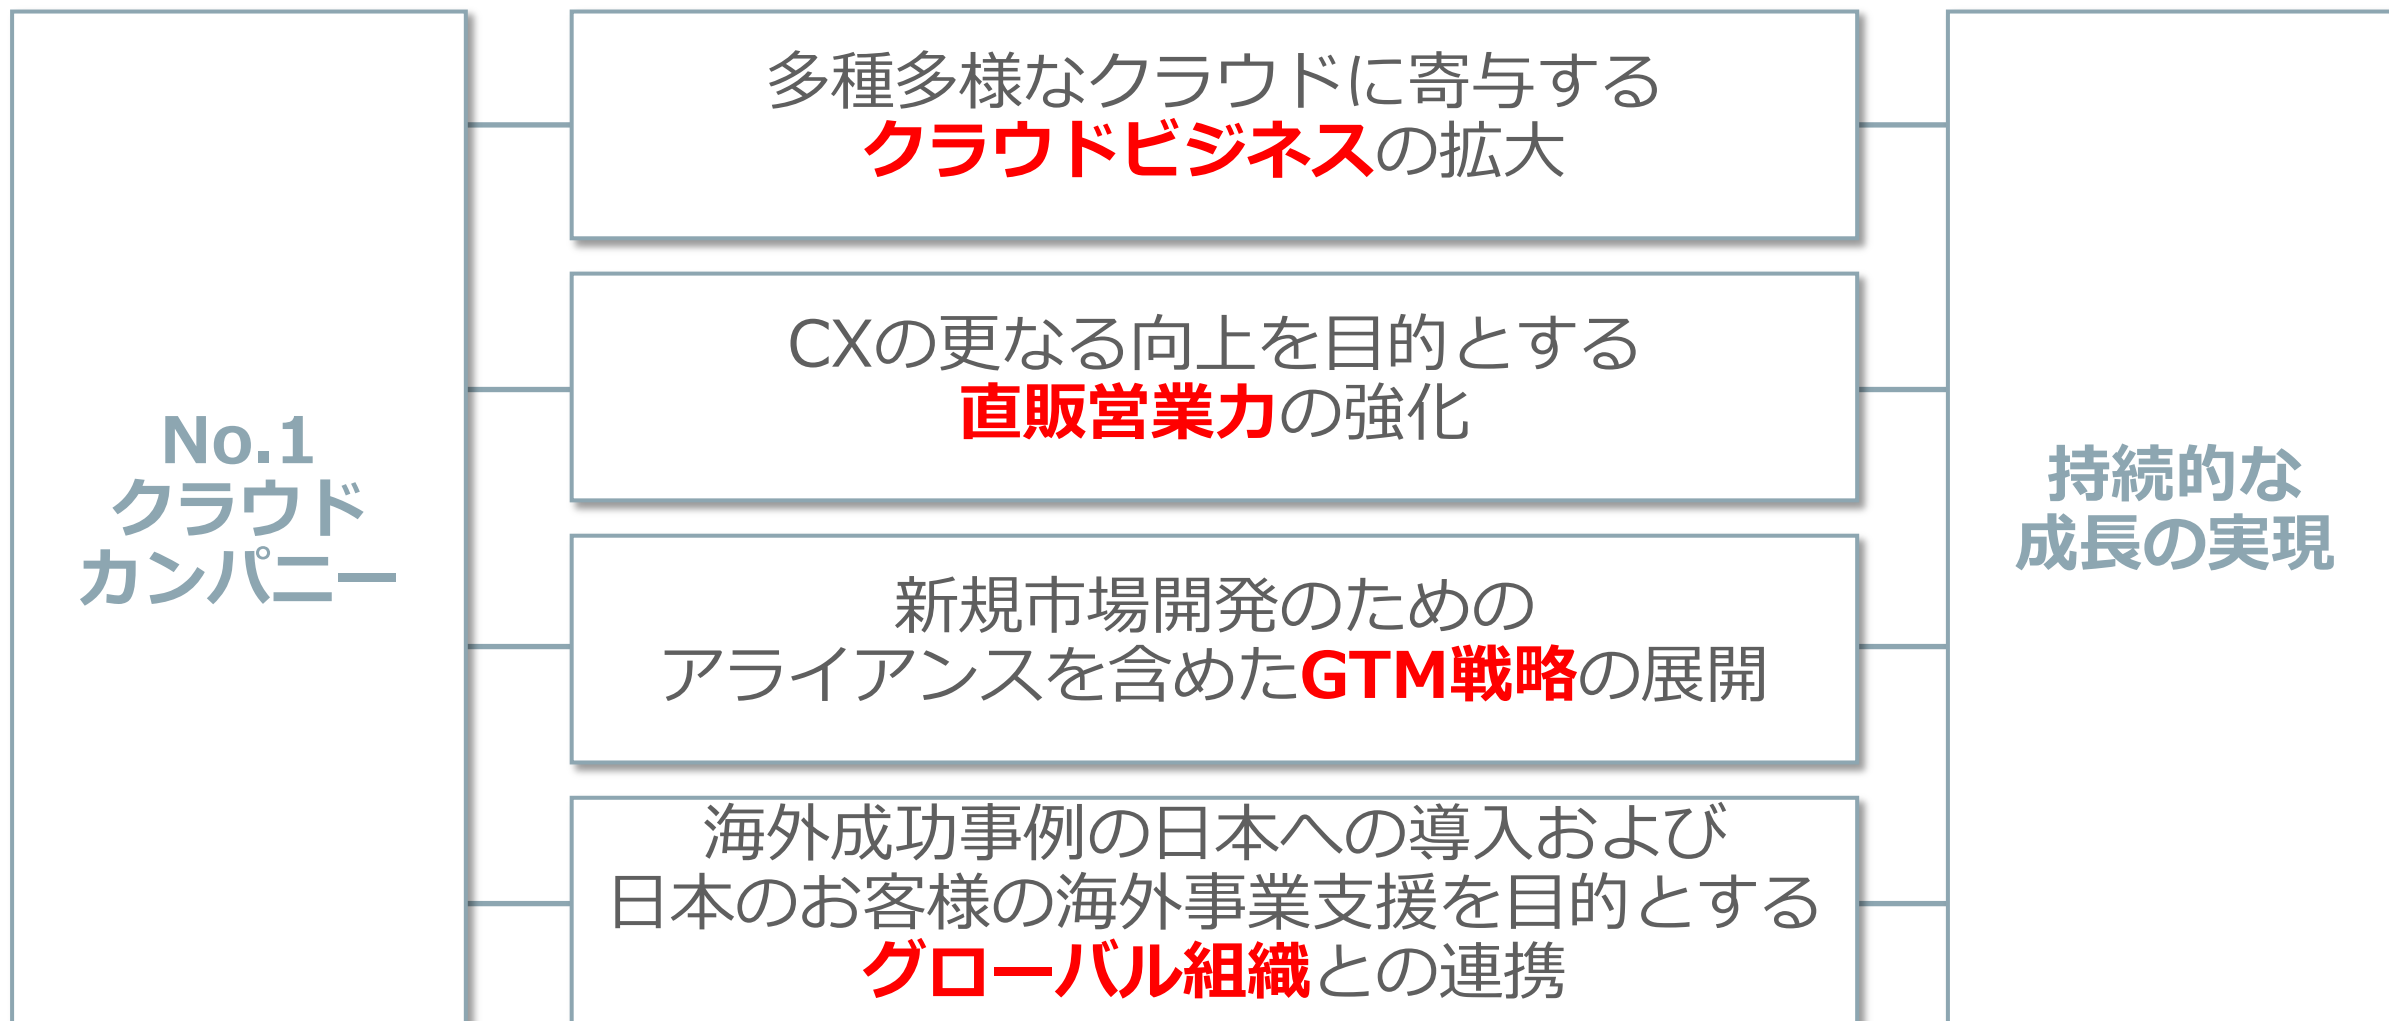 No.1
クラウド
カンパニー
多種多様なクラウドに寄与する
クラウドビジネスの拡大
CXの更なる向上を目的とする
直販営業力の強化
新規市場開発のための
アライアンスを含めたGTM戦略の展開
海外成功事例の日本への導入および
日本のお客様の海外事業支援を目的とする
グローバル組織との連携
持続的な
成長の実現